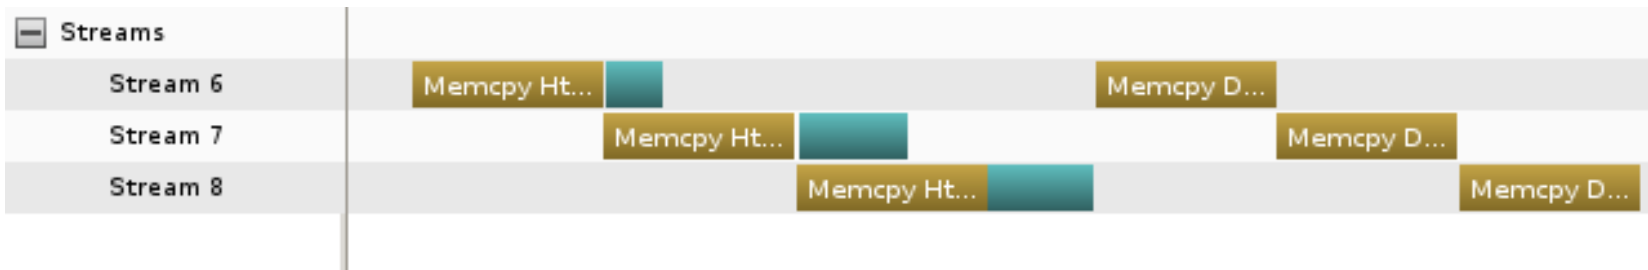 Streams
Stream 6 Memcpy Ht... Memcpy D...
Stream 7 Memcpy Ht... Memcpy D...
Stream 8 Memcpy Ht... Memcpy D...